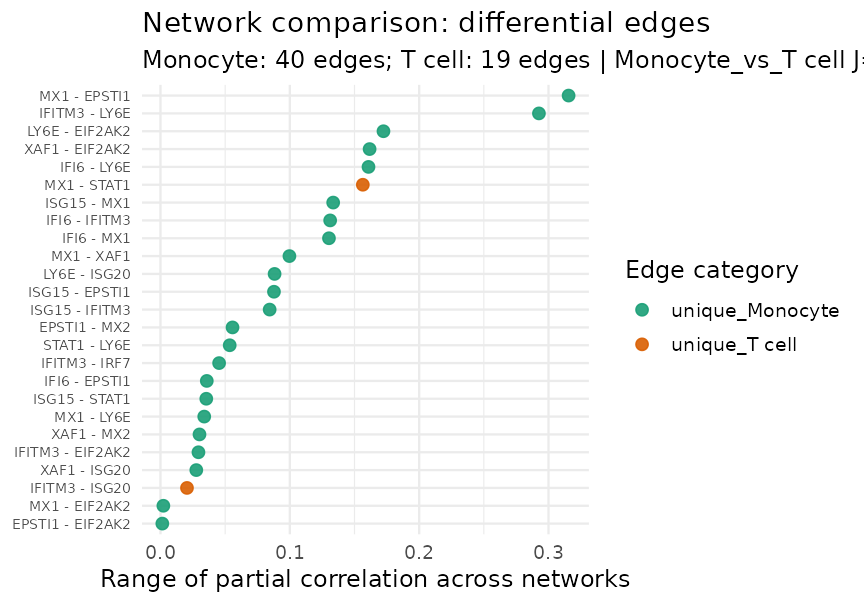 Network comparison: differential edges
Monocyte: 40 edges; T cell: 19 edges | Monocyte_vs_T cell J=
MX1 - EPSTI1
IFITM3 - LY6E
LY6E - EIF2AK2
XAF1 - EIF2AK2
IFI6 - LY6E
MX1 - STAT1
ISG15 - MX1
IFI6 - IFITM3
IFI6 - MX1
MX1 - XAF1
LY6E - ISG20
ISG15 - EPSTI1
ISG15 - IFITM3
EPSTI1 - MX2
STAT1 - LY6E
IFITM3 - IRF7
IFI6 - EPSTI1
ISG15 - STAT1
MX1 - LY6E
XAF1 - MX2
IFITM3 - EIF2AK2
XAF1 - ISG20
IFITM3 - ISG20
MX1 - EIF2AK2
EPSTI1 - EIF2AK2
0.0 0.1 0.2 0.3
Range of partial correlation across networks
Edge category
unique_Monocyte
unique_T cell